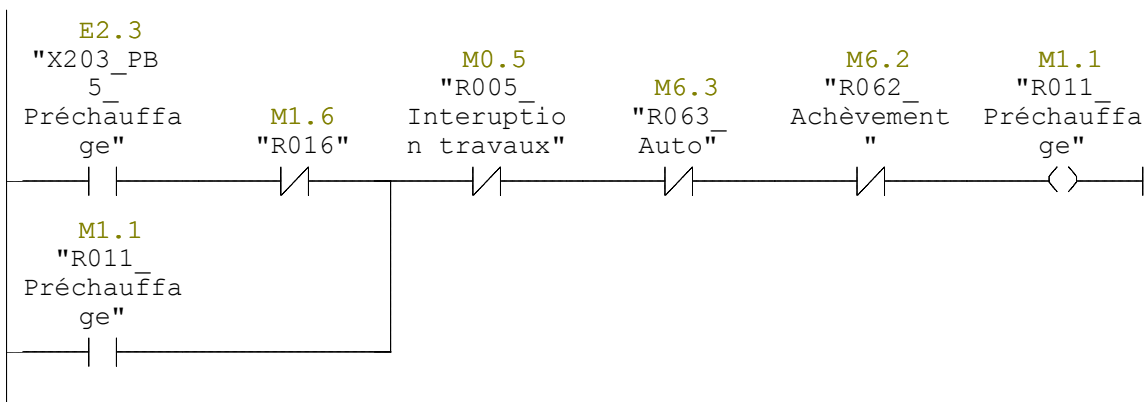 E2.3
"X203_PB
5_
Préchauffa
ge"
M1.6
"R016"
M0.5
"R005_
Interuptio
n travaux"
M6.3
"R063_
Auto"
M6.2
"R062_
Achèvement
"
M1.1
"R011_
Préchauffa
ge"
M1.1
"R011_
Préchauffa
ge"